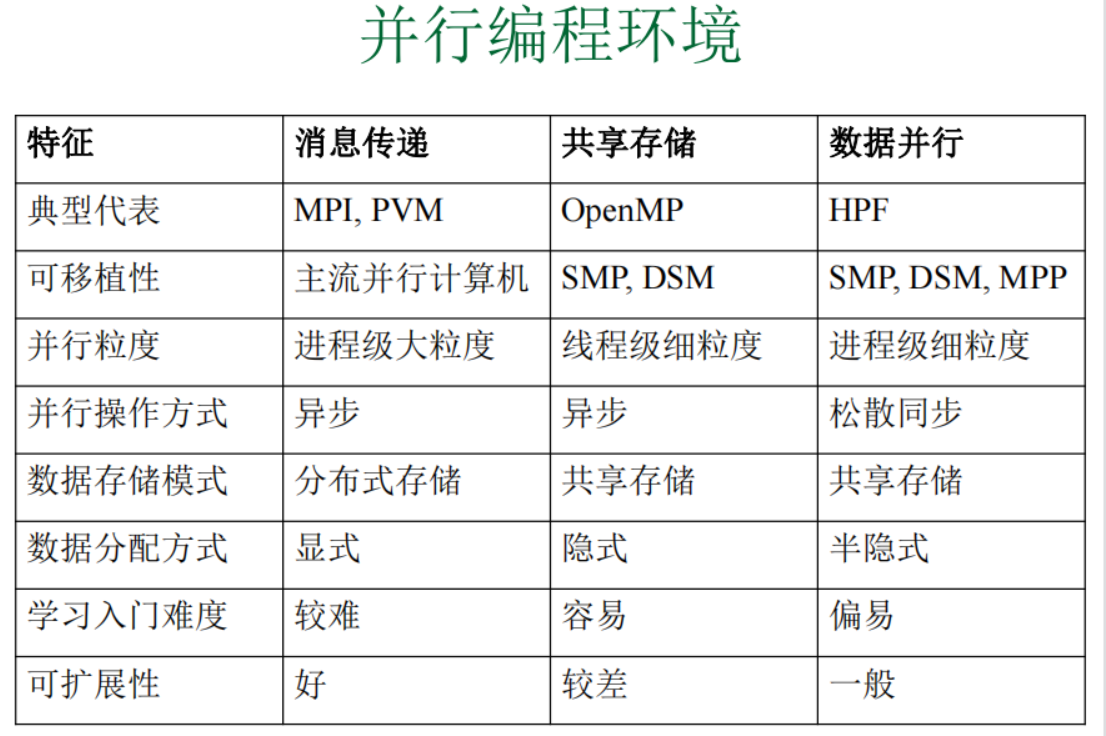 并行编程环境
特征 消息传递 共享存储 数据并行
典型代表 MPI, PVM OpenMP HPF
可移植性 主流并行计算机 SMP, DSM SMP, DSM, MPP
并行粒度 进程级大粒度 线程级细粒度 进程级细粒度
并行操作方式 异步 异步 松散同步
数据存储模式 分布式存储 共享存储 共享存储
数据分配方式 显式 隐式 半隐式
学习入门难度 较难 容易 偏易
可扩展性 好 较差 一般